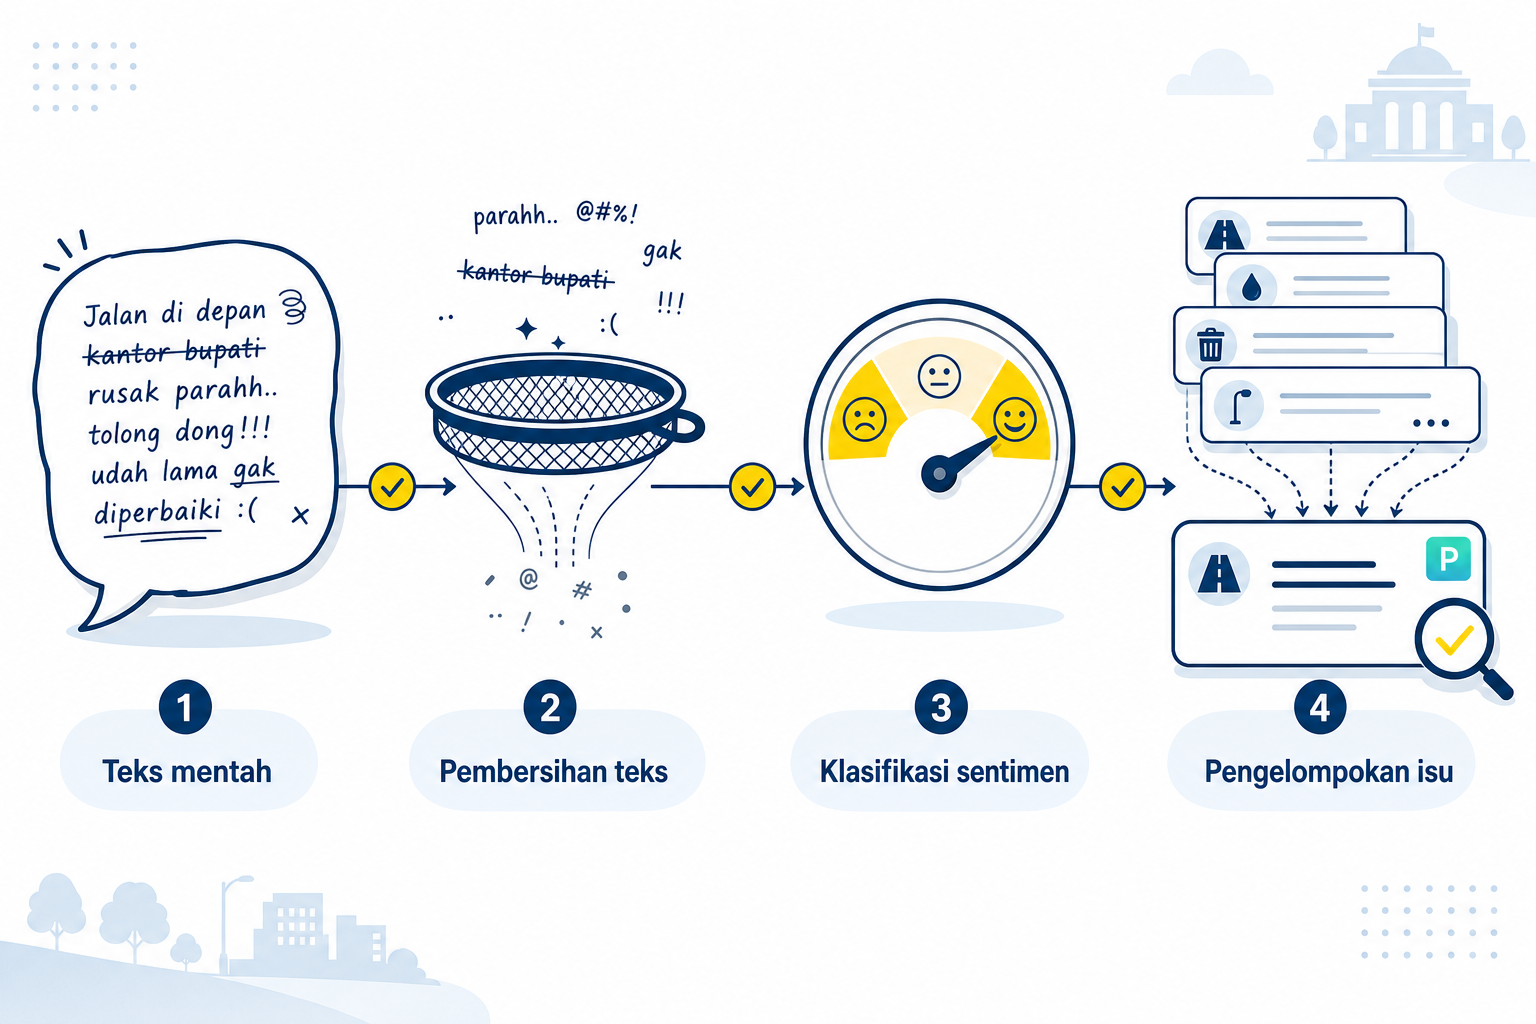 Jalan di depan
kantor bupati
rusak parahh..
tolong dong!!!
udah lama gak
diperbaiki :( x
parahh.. @#%!
gak
kantor bupati
!!!
.. :(
@ #
.. ! . x
P
1
Teks mentah
2
Pembersihan teks
3
Klasifikasi sentimen
4
Pengelompokan isu